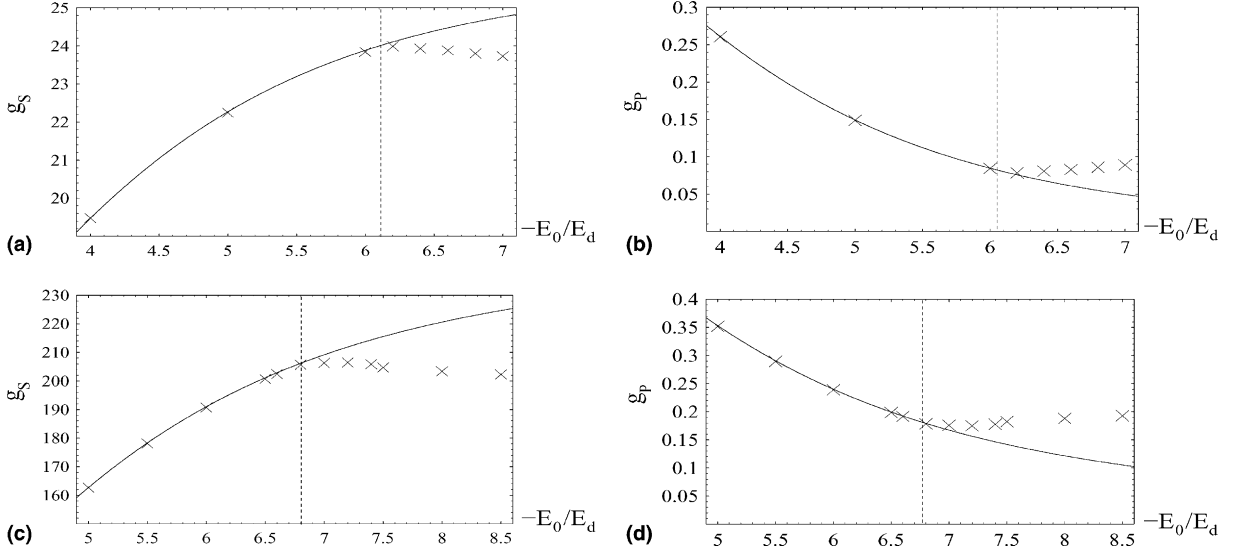 25
24
23
22
21
20
g_S
4 4.5 5 5.5 6 6.5 7
−E_0/E_d
(a)
0.3
0.25
0.2
0.15
0.1
0.05
g_P
4 4.5 5 5.5 6 6.5 7
−E_0/E_d
(b)
230
220
210
200
190
180
170
160
g_S
5 5.5 6 6.5 7 7.5 8 8.5
−E_0/E_d
(c)
0.4
0.35
0.3
0.25
0.2
0.15
0.1
0.05
g_P
5 5.5 6 6.5 7 7.5 8 8.5
−E_0/E_d
(d)